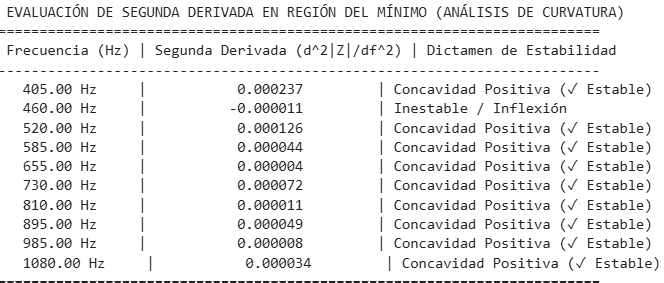 EVALUACIÓN DE SEGUNDA DERIVADA EN REGIÓN DEL MÍNIMO (ANÁLISIS DE CURVATURA)
===========================================================================
Frecuencia (Hz) | Segunda Derivada (d^2|Z|/df^2) | Dictamen de Estabilidad
---------------------------------------------------------------------------
405.00 Hz | 0.000237 | Concavidad Positiva (✓ Estable)
460.00 Hz | -0.000011 | Inestable / Inflexión
520.00 Hz | 0.000126 | Concavidad Positiva (✓ Estable)
585.00 Hz | 0.000044 | Concavidad Positiva (✓ Estable)
655.00 Hz | 0.000004 | Concavidad Positiva (✓ Estable)
730.00 Hz | 0.000072 | Concavidad Positiva (✓ Estable)
810.00 Hz | 0.000011 | Concavidad Positiva (✓ Estable)
895.00 Hz | 0.000049 | Concavidad Positiva (✓ Estable)
985.00 Hz | 0.000008 | Concavidad Positiva (✓ Estable)
1080.00 Hz | 0.000034 | Concavidad Positiva (✓ Estable)
---------------------------------------------------------------------------